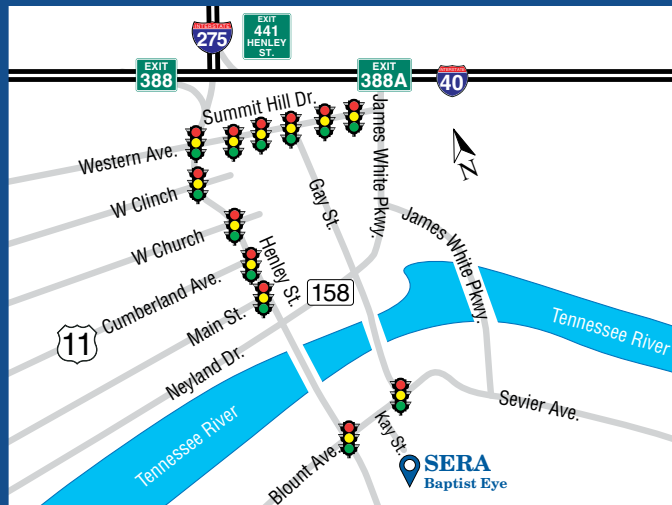 INTERSTATE
275
EXIT
441
HENLEY
ST.
EXIT
388
EXIT
388A
INTERSTATE
40
Summit Hill Dr.
Western Ave.
James White Pkwy.
N
W Clinch
Gay St.
W Church
Henley St.
James White Pkwy.
Cumberland Ave.
158
Main St.
11
Neyland Dr.
Tennessee River
Tennessee River
Sevier Ave.
Kay St.
Blount Ave.
SERA
Baptist Eye